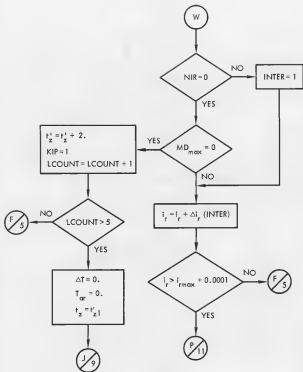 W
NIR=0
NO
INTER=1
YES
t'z = t'z + 2.
KIP=1
LCOUNT=LCOUNT + 1
YES
MDmax = 0
NO
NO
LCOUNT>5
F/5
YES
ir = ir + Δir (INTER)
ir > irmax + 0.0001
NO
F/5
YES
ΔT=0.
Tar = 0.
tz = t'z1
J/9
P/11